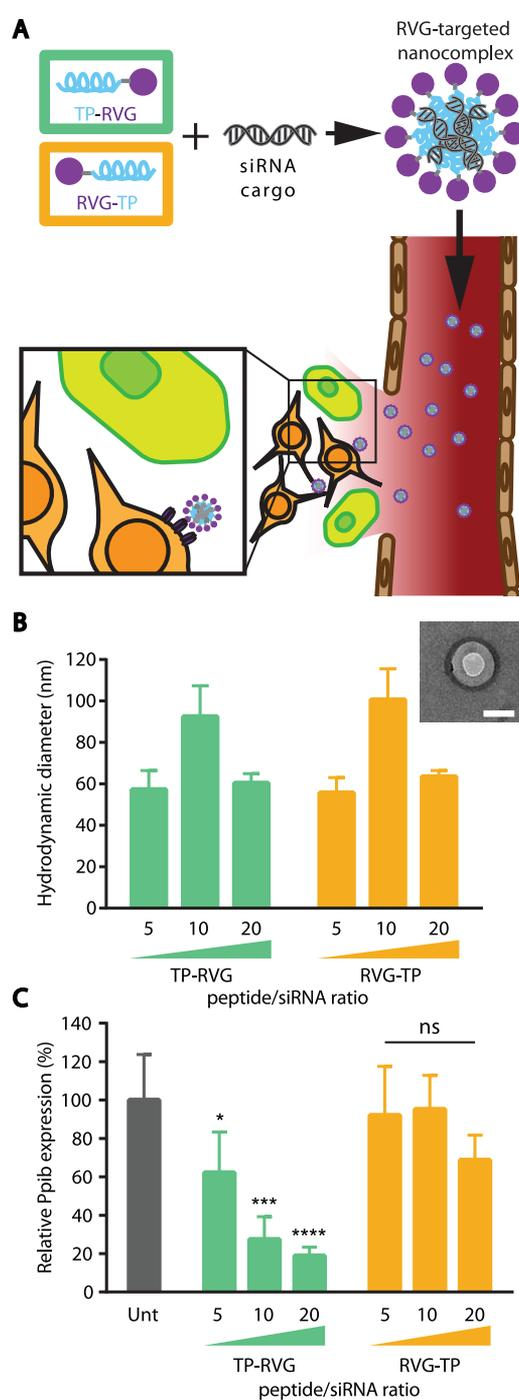 A
RVG-targeted
nanocomplex
TP-RVG
+
siRNA
cargo
RVG-TP
B
Hydrodynamic diameter (nm)
120
100
80
60
40
20
0
5 10 20 5 10 20
TP-RVG RVG-TP
peptide/siRNA ratio
C
Relative Ppib expression (%)
140
120
100
80
60
40
20
0
ns
*
***
****
Unt 5 10 20 5 10 20
TP-RVG RVG-TP
peptide/siRNA ratio